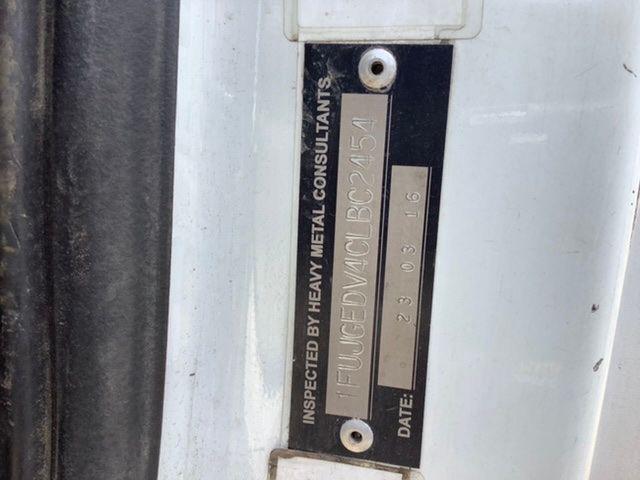 INSPECTED BY HEAVY METAL CONSULTANTS
1FUJGEDV4CLBC2454
DATE: 23 03 16